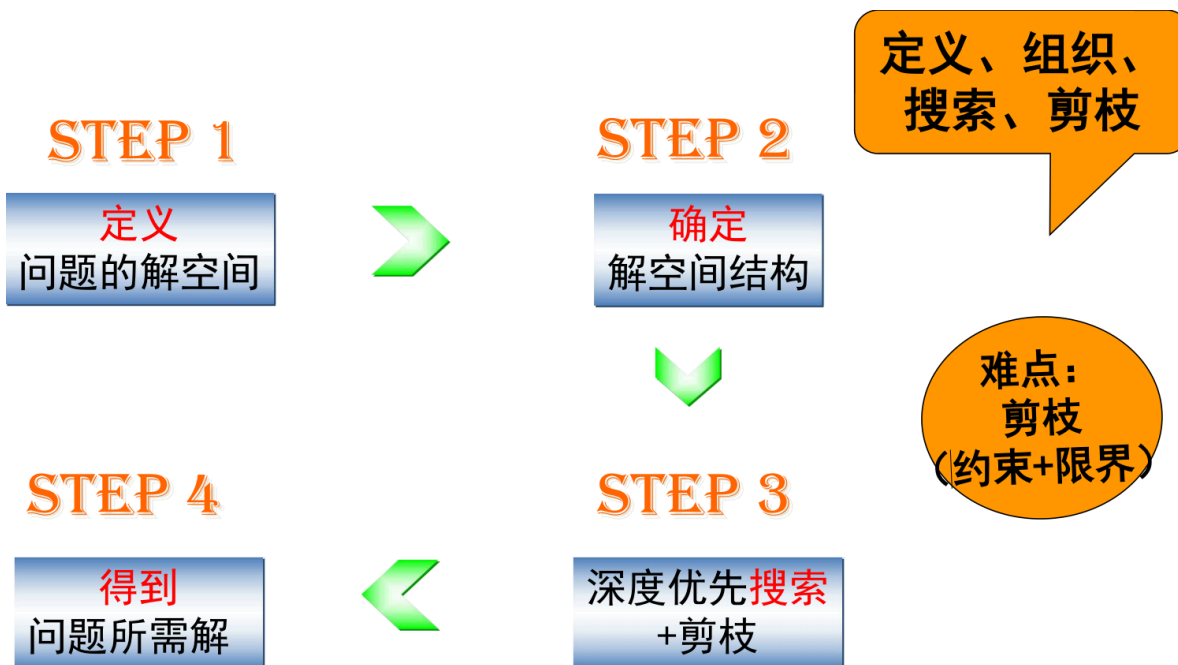 定义、组织、
搜索、剪枝
STEP 1
定义
问题的解空间
STEP 2
确定
解空间结构
难点：
剪枝
（约束+限界）
STEP 3
深度优先搜索
+剪枝
STEP 4
得到
问题所需解